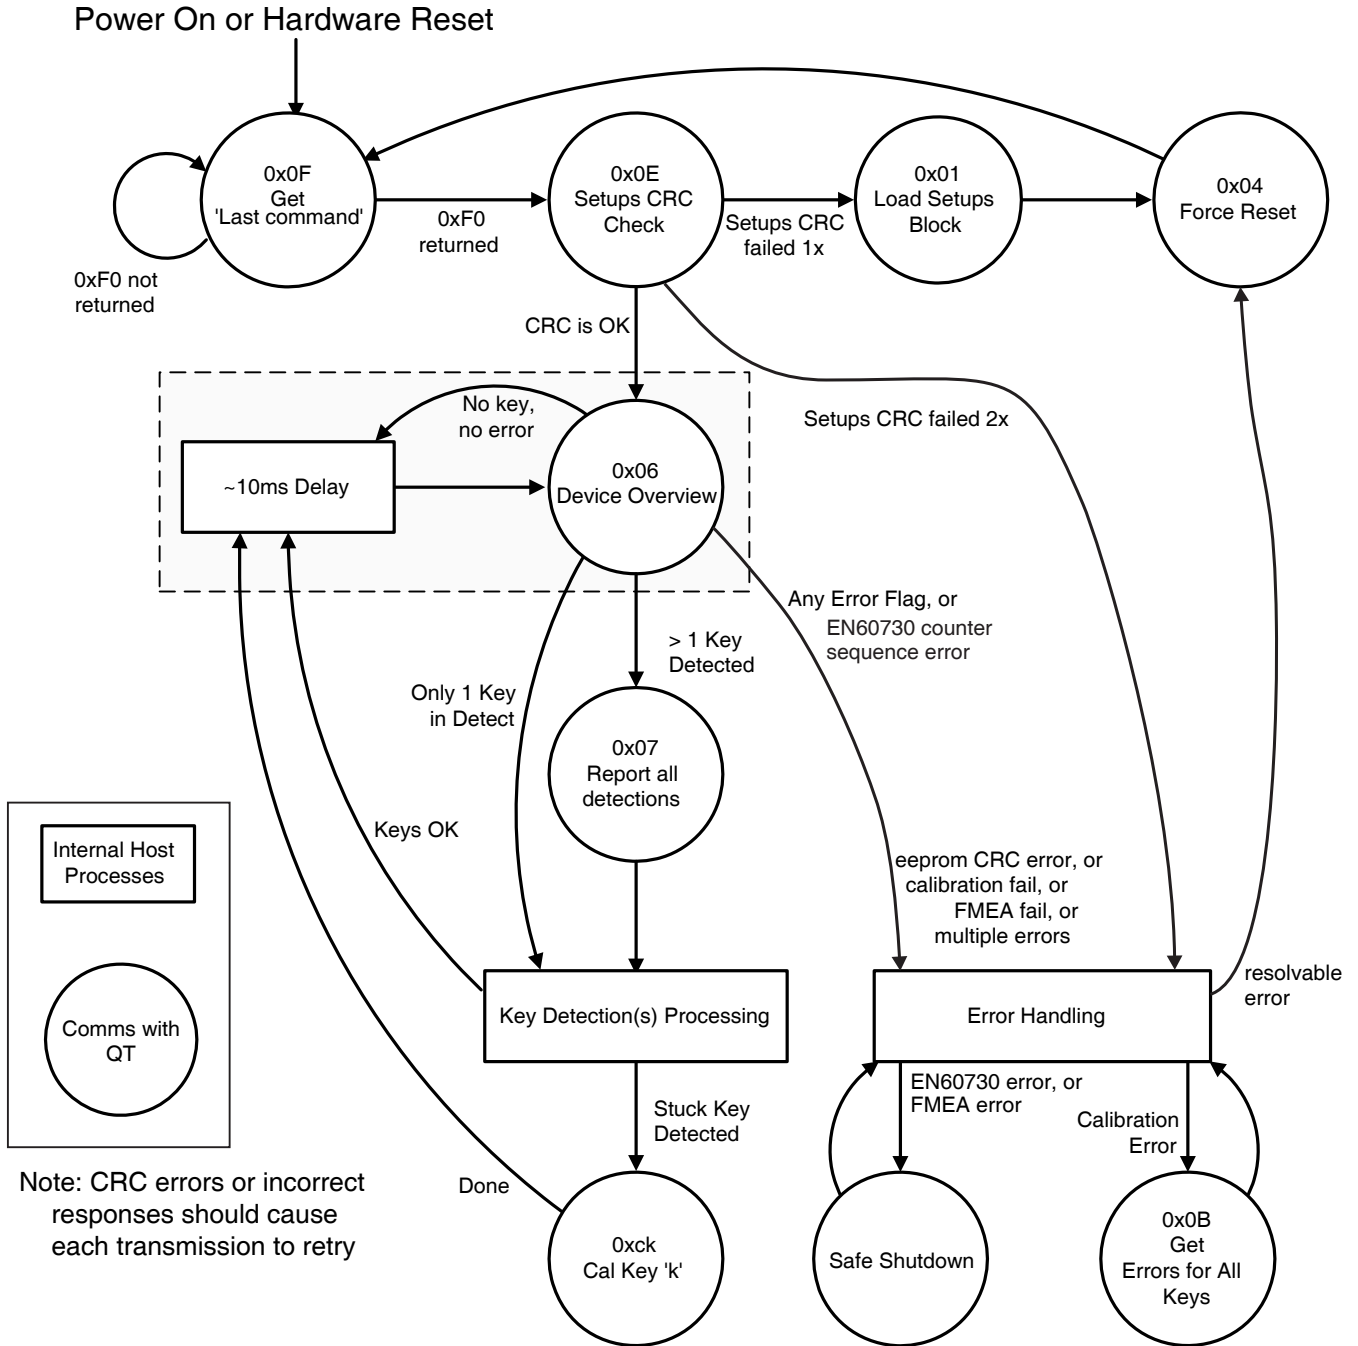 Power On or Hardware Reset
0x0F
Get
'Last command'
0xF0
returned
0xF0 not
returned
0x0E
Setups CRC
Check
Setups CRC
failed 1x
0x01
Load Setups
Block
0x04
Force Reset
CRC is OK
No key,
no error
~10ms Delay
0x06
Device Overview
Setups CRC failed 2x
Any Error Flag, or
EN60730 counter
sequence error
> 1 Key
Detected
Only 1 Key
in Detect
0x07
Report all
detections
Keys OK
Internal Host
Processes
Comms with
QT
eeprom CRC error, or
calibration fail, or
FMEA fail, or
multiple errors
resolvable
error
Key Detection(s) Processing
Error Handling
Stuck Key
Detected
EN60730 error, or
FMEA error
Calibration
Error
Done
0xck
Cal Key 'k'
Safe Shutdown
0x0B
Get
Errors for All
Keys
Note: CRC errors or incorrect
responses should cause
each transmission to retry